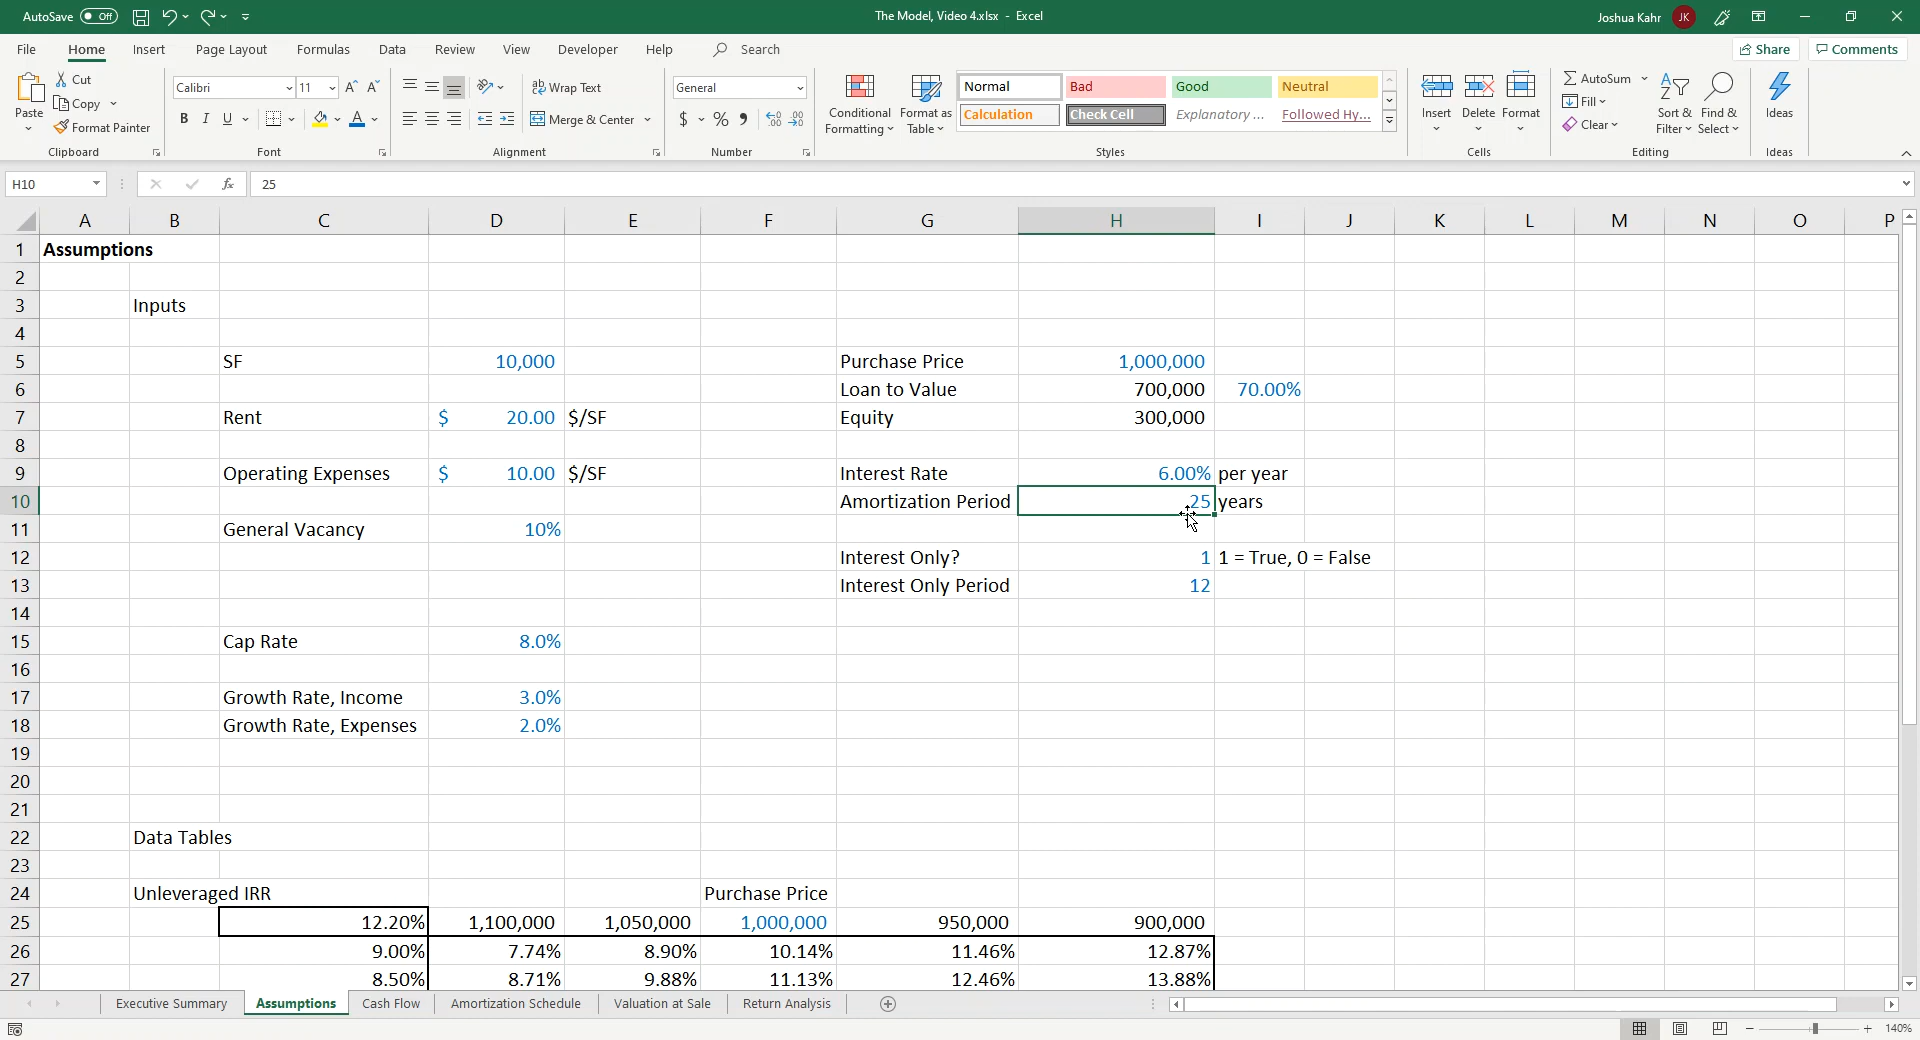 AutoSave Off
The Model, Video 4.xlsx - Excel
Joshua Kahr JK
File Home Insert Page Layout Formulas Data Review View Developer Help Search
Share Comments
Paste
Cut
Copy
Format Painter
Clipboard
Calibri 11
B I U
Font
Wrap Text
Merge & Center
Alignment
General
$ % 9
Number
Conditional Formatting
Format as Table
Normal Bad Good Neutral
Calculation Check Cell Explanatory ... Followed Hy...
Styles
Insert Delete Format
Cells
AutoSum
Fill
Clear
Sort & Filter
Find & Select
Editing
Ideas
Ideas
H10 fx 25
A B C D E F G H I J K L M N O P
1 Assumptions
2
3 Inputs
4
5 SF 10,000 Purchase Price 1,000,000
6 Loan to Value 700,000 70.00%
7 Rent $ 20.00 $/SF Equity 300,000
8
9 Operating Expenses $ 10.00 $/SF Interest Rate 6.00% per year
10 Amortization Period 25 years
11 General Vacancy 10%
12 Interest Only? 1 1 = True, 0 = False
13 Interest Only Period 12
14
15 Cap Rate 8.0%
16
17 Growth Rate, Income 3.0%
18 Growth Rate, Expenses 2.0%
19
20
21
22 Data Tables
23
24 Unleveraged IRR Purchase Price
25 12.20% 1,100,000 1,050,000 1,000,000 950,000 900,000
26 9.00% 7.74% 8.90% 10.14% 11.46% 12.87%
27 8.50% 8.71% 9.88% 11.13% 12.46% 13.88%
Executive Summary Assumptions Cash Flow Amortization Schedule Valuation at Sale Return Analysis
140%